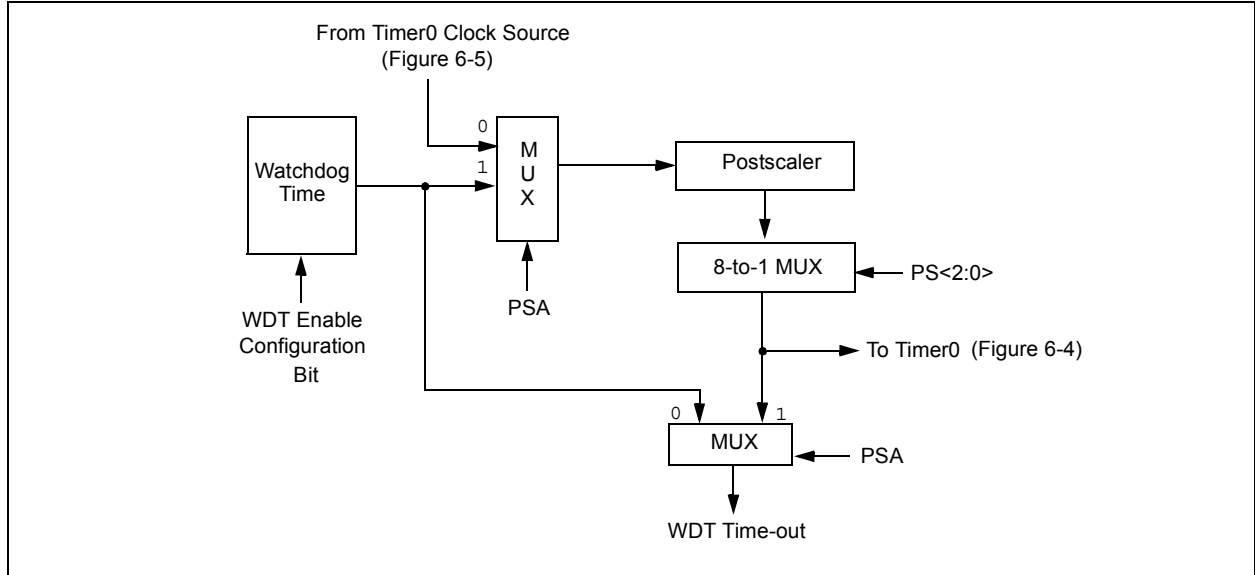 From Timer0 Clock Source
(Figure 6-5)
0
1
M
U
X
Watchdog
Time
Postscaler
8-to-1 MUX
PS<2:0>
PSA
WDT Enable
Configuration
Bit
To Timer0 (Figure 6-4)
0
1
MUX
PSA
WDT Time-out